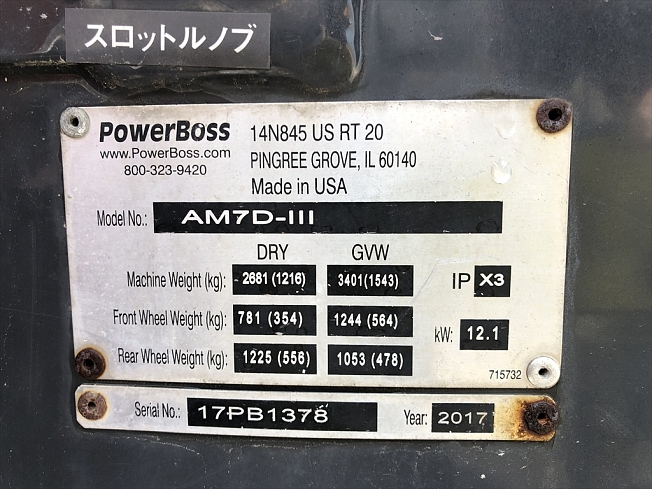 スロットルノブ
PowerBoss
www.PowerBoss.com
800-323-9420
14N845 US RT 20
PINGREE GROVE, IL 60140
Made in USA
Model No.: AM7D-III
DRY GVW
Machine Weight (kg): 2681 (1216) 3401 (1543) IP X3
Front Wheel Weight (kg): 781 (354) 1244 (564) kW: 12.1
Rear Wheel Weight (kg): 1225 (556) 1053 (478)
715732
Serial No.: 17PB1378 Year: 2017